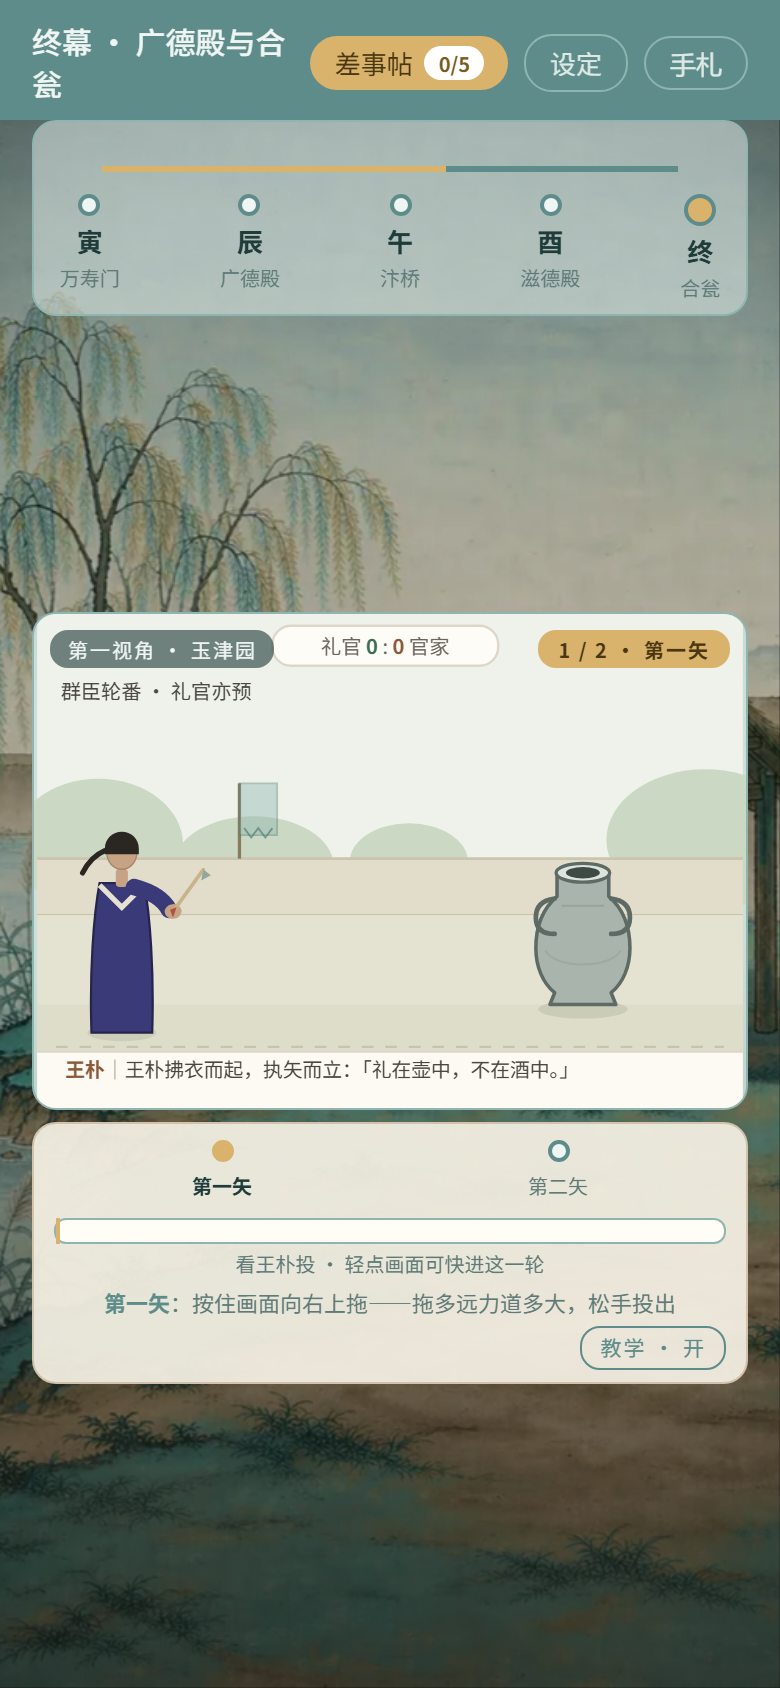 终幕 · 广德殿与合
瓮
差事帖 0/5
设定
手札
寅
辰
午
酉
终
万寿门
广德殿
汴桥
滋德殿
合瓮
第一视角 · 玉津园
礼官 0 : 0 官家
1 / 2 · 第一矢
群臣轮番 · 礼官亦预
王朴｜王朴拂衣而起，执矢而立：「礼在壶中，不在酒中。」
第一矢
第二矢
看王朴投 · 轻点画面可快进这一轮
第一矢：按住画面向右上拖——拖多远力道多大，松手投出
教学 · 开